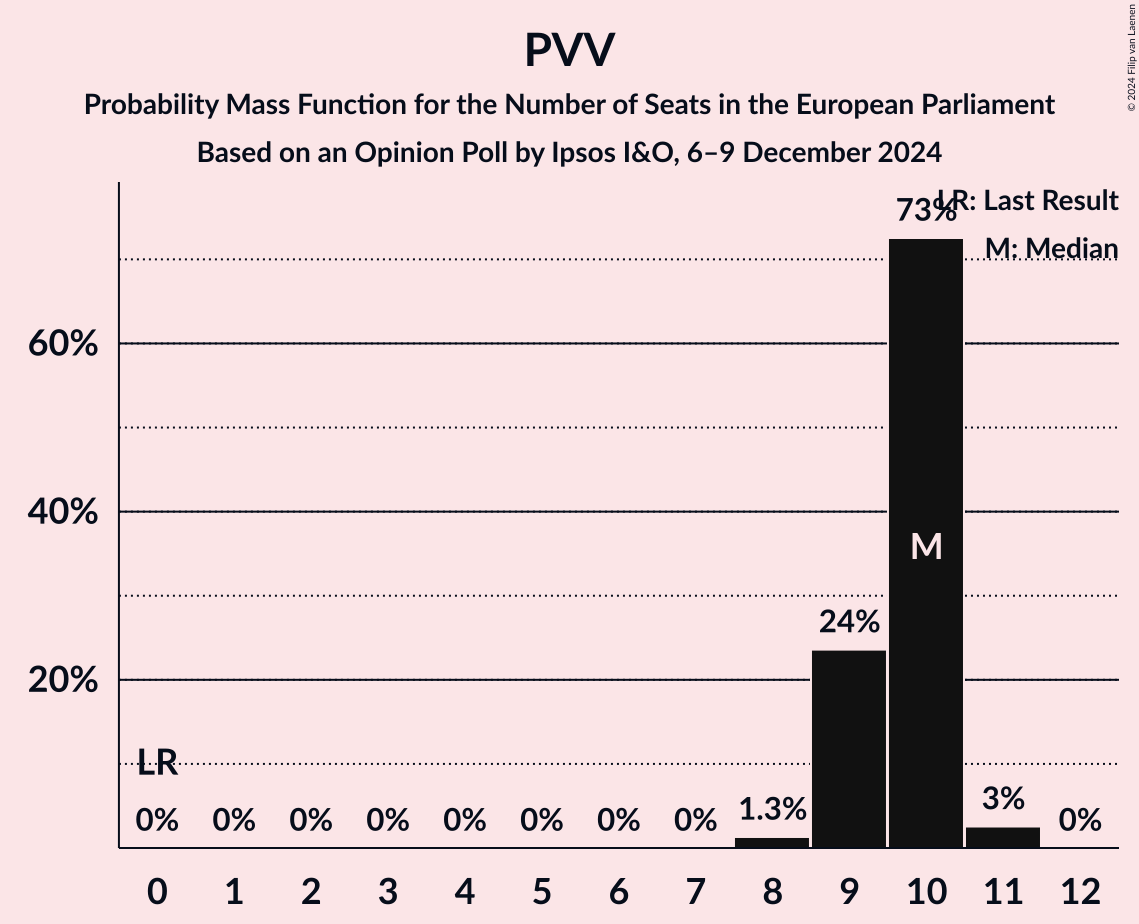 PVV
Probability Mass Function for the Number of Seats in the European Parliament
Based on an Opinion Poll by Ipsos I&O, 6–9 December 2024
© 2024 Filip van Laenen
LR: Last Result
M: Median
73%
60%
40%
M
24%
20%
LR
0% 0% 0% 0% 0% 0% 0% 0% 1.3% 3% 0%
0 1 2 3 4 5 6 7 8 9 10 11 12